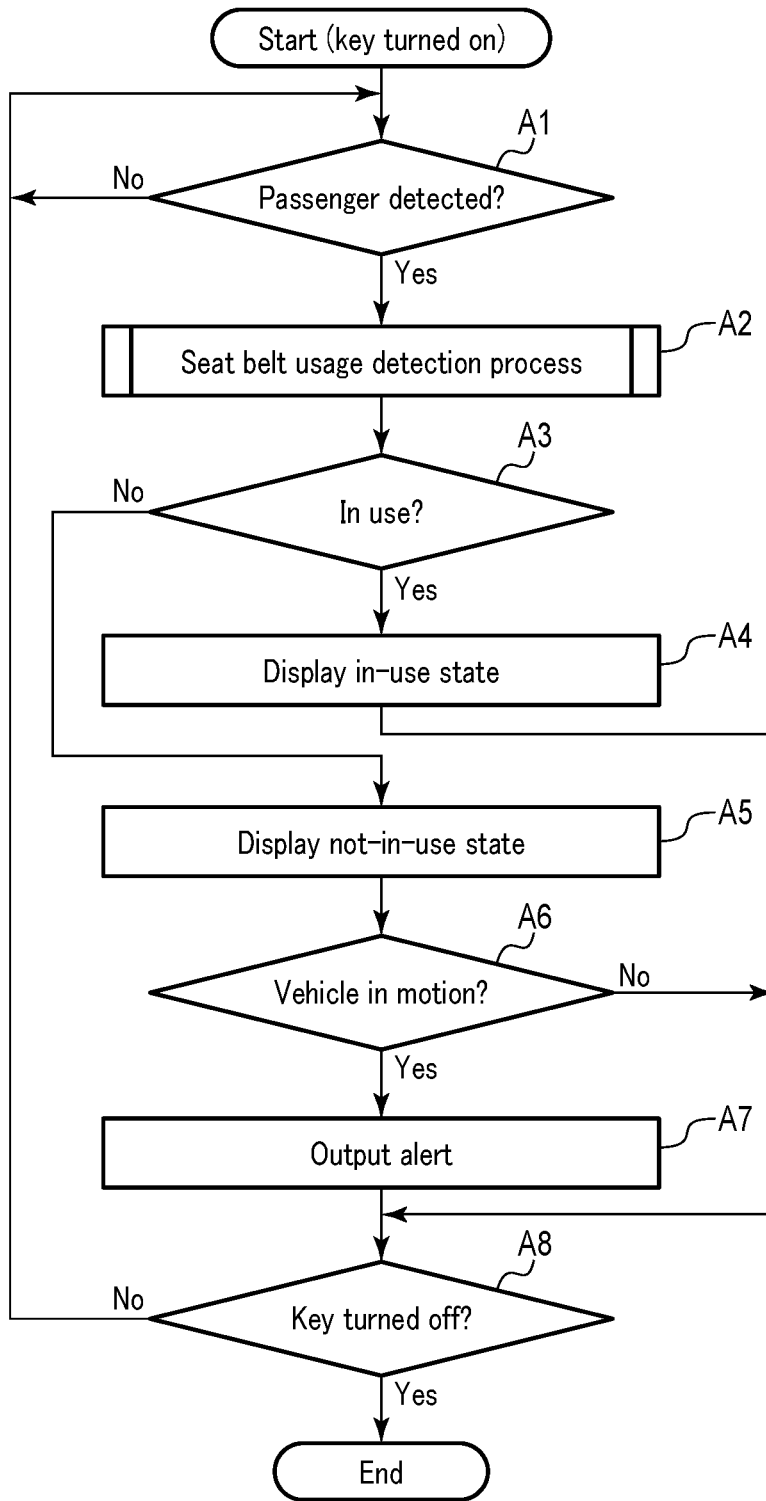 Start (key turned on)
A1
No
Passenger detected?
Yes
A2
Seat belt usage detection process
A3
No
In use?
Yes
A4
Display in-use state
A5
Display not-in-use state
A6
Vehicle in motion?
No
Yes
A7
Output alert
A8
No
Key turned off?
Yes
End